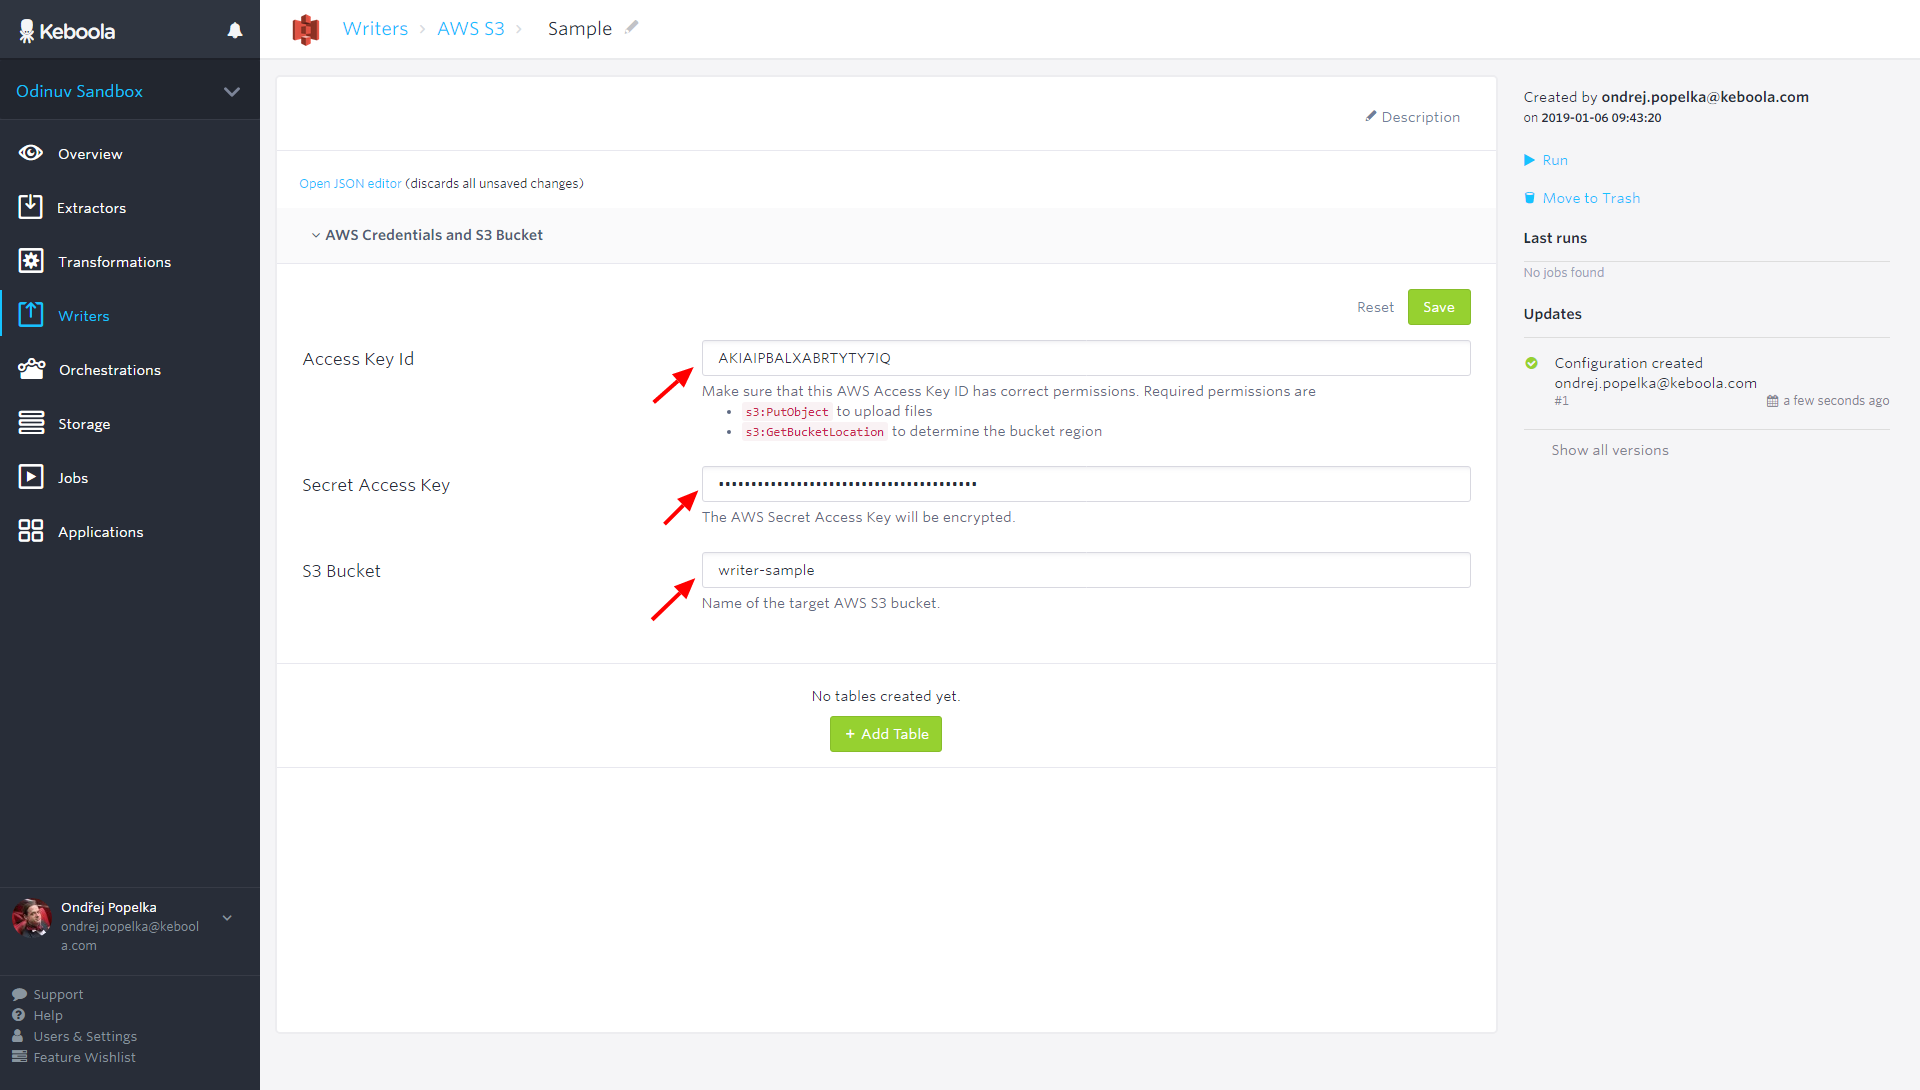 Keboola
Odinuv Sandbox
Overview
Extractors
Transformations
Writers
Orchestrations
Storage
Jobs
Applications
Ondřej Popelka
ondrej.popelka@kebool
a.com
Support
Help
Users & Settings
Feature Wishlist
Writers › AWS S3 › Sample
Description
Open JSON editor (discards all unsaved changes)
AWS Credentials and S3 Bucket
Reset Save
Access Key Id
AKIAIPBALXABRTYTY7IQ
Make sure that this AWS Access Key ID has correct permissions. Required permissions are
• s3:PutObject to upload files
• s3:GetBucketLocation to determine the bucket region
Secret Access Key
The AWS Secret Access Key will be encrypted.
S3 Bucket
writer-sample
Name of the target AWS S3 bucket.
No tables created yet.
+ Add Table
Created by ondrej.popelka@keboola.com
on 2019-01-06 09:43:20
Run
Move to Trash
Last runs
No jobs found
Updates
Configuration created
ondrej.popelka@keboola.com
#1 a few seconds ago
Show all versions